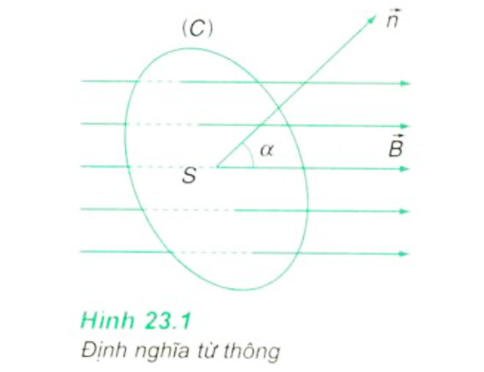 (C)
n
B
α
S
Hình 23.1
Định nghĩa từ thông